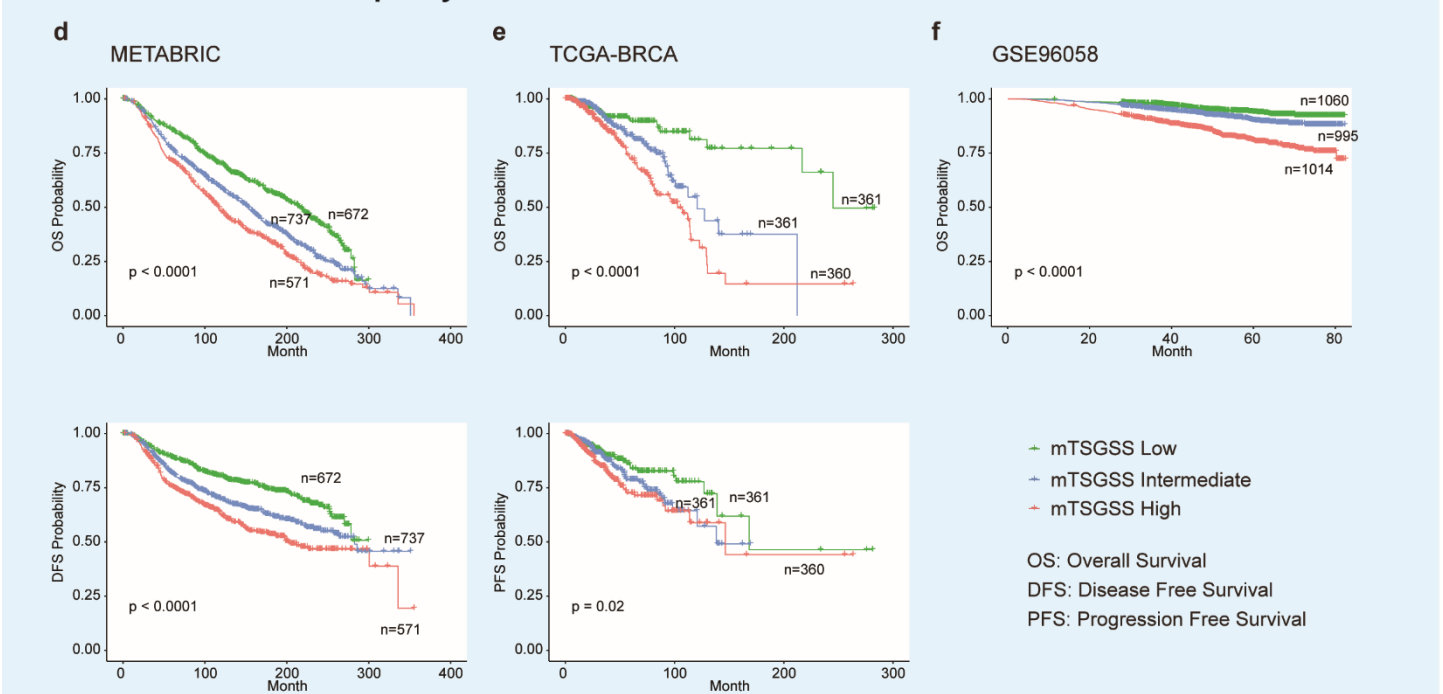 d
METABRIC
OS Probability
1.00
0.75
0.50
0.25
0.00
n=737
n=672
n=571
p < 0.0001
0 100 200 300 400
Month
e
TCGA-BRCA
OS Probability
1.00
0.75
0.50
0.25
0.00
n=361
n=361
n=360
p < 0.0001
0 100 200 300
Month
f
GSE96058
OS Probability
1.00
0.75
0.50
0.25
0.00
n=1060
n=995
n=1014
p < 0.0001
0 20 40 60 80
Month
DFS Probability
1.00
0.75
0.50
0.25
0.00
n=672
n=737
n=571
p < 0.0001
0 100 200 300 400
Month
PFS Probability
1.00
0.75
0.50
0.25
0.00
n=361
n=361
n=360
p = 0.02
0 100 200 300
Month
mTSGSS Low
mTSGSS Intermediate
mTSGSS High
OS: Overall Survival
DFS: Disease Free Survival
PFS: Progression Free Survival